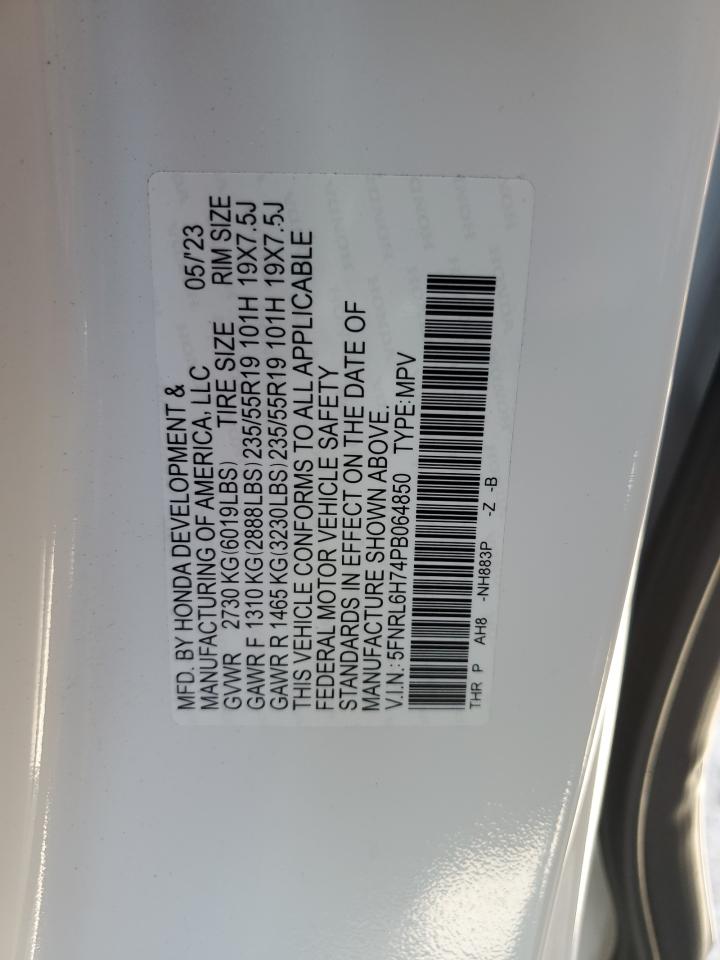 MFD. BY HONDA DEVELOPMENT &
MANUFACTURING OF AMERICA, LLC 05/'23
GVWR 2730 KG(6019LBS) TIRE SIZE RIM SIZE
GAWR F 1310 KG(2888LBS)235/55R19 101H 19X7.5J
GAWR R 1465 KG(3230LBS)235/55R19 101H 19X7.5J
THIS VEHICLE CONFORMS TO ALL APPLICABLE
FEDERAL MOTOR VEHICLE SAFETY
STANDARDS IN EFFECT ON THE DATE OF
MANUFACTURE SHOWN ABOVE.
V.I.N.:5FNRL6H74PB064850 TYPE:MPV
THR P AH8 -NH883P -Z -B